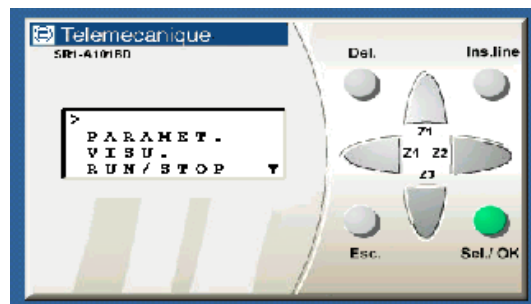 Telemecanique
SR1-A101BD
Del.
Ins.line
>
PARAMET.
VISU.
RUN/STOP ▼
Z1
Z4 Z2
Z3
Esc.
Sel./ OK